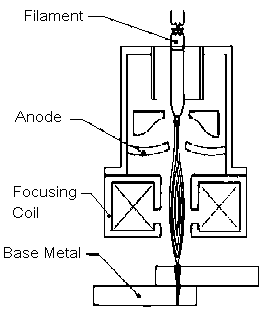 Filament
Anode
Focusing
Coil
Base Metal